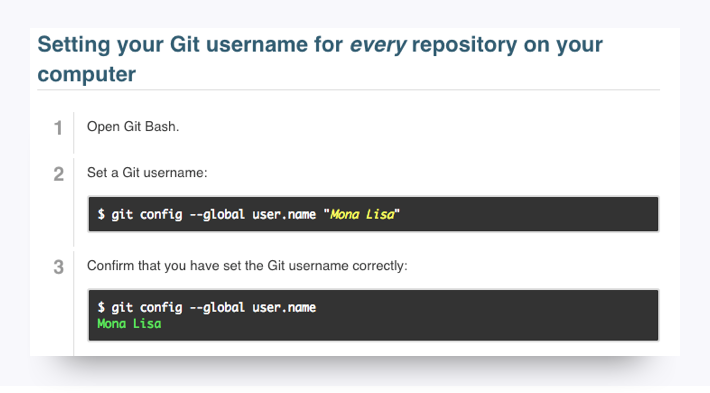 Setting your Git username for every repository on your
computer
1 Open Git Bash.
2 Set a Git username:
$ git config --global user.name "Mona Lisa"
3 Confirm that you have set the Git username correctly:
$ git config --global user.name
Mona Lisa